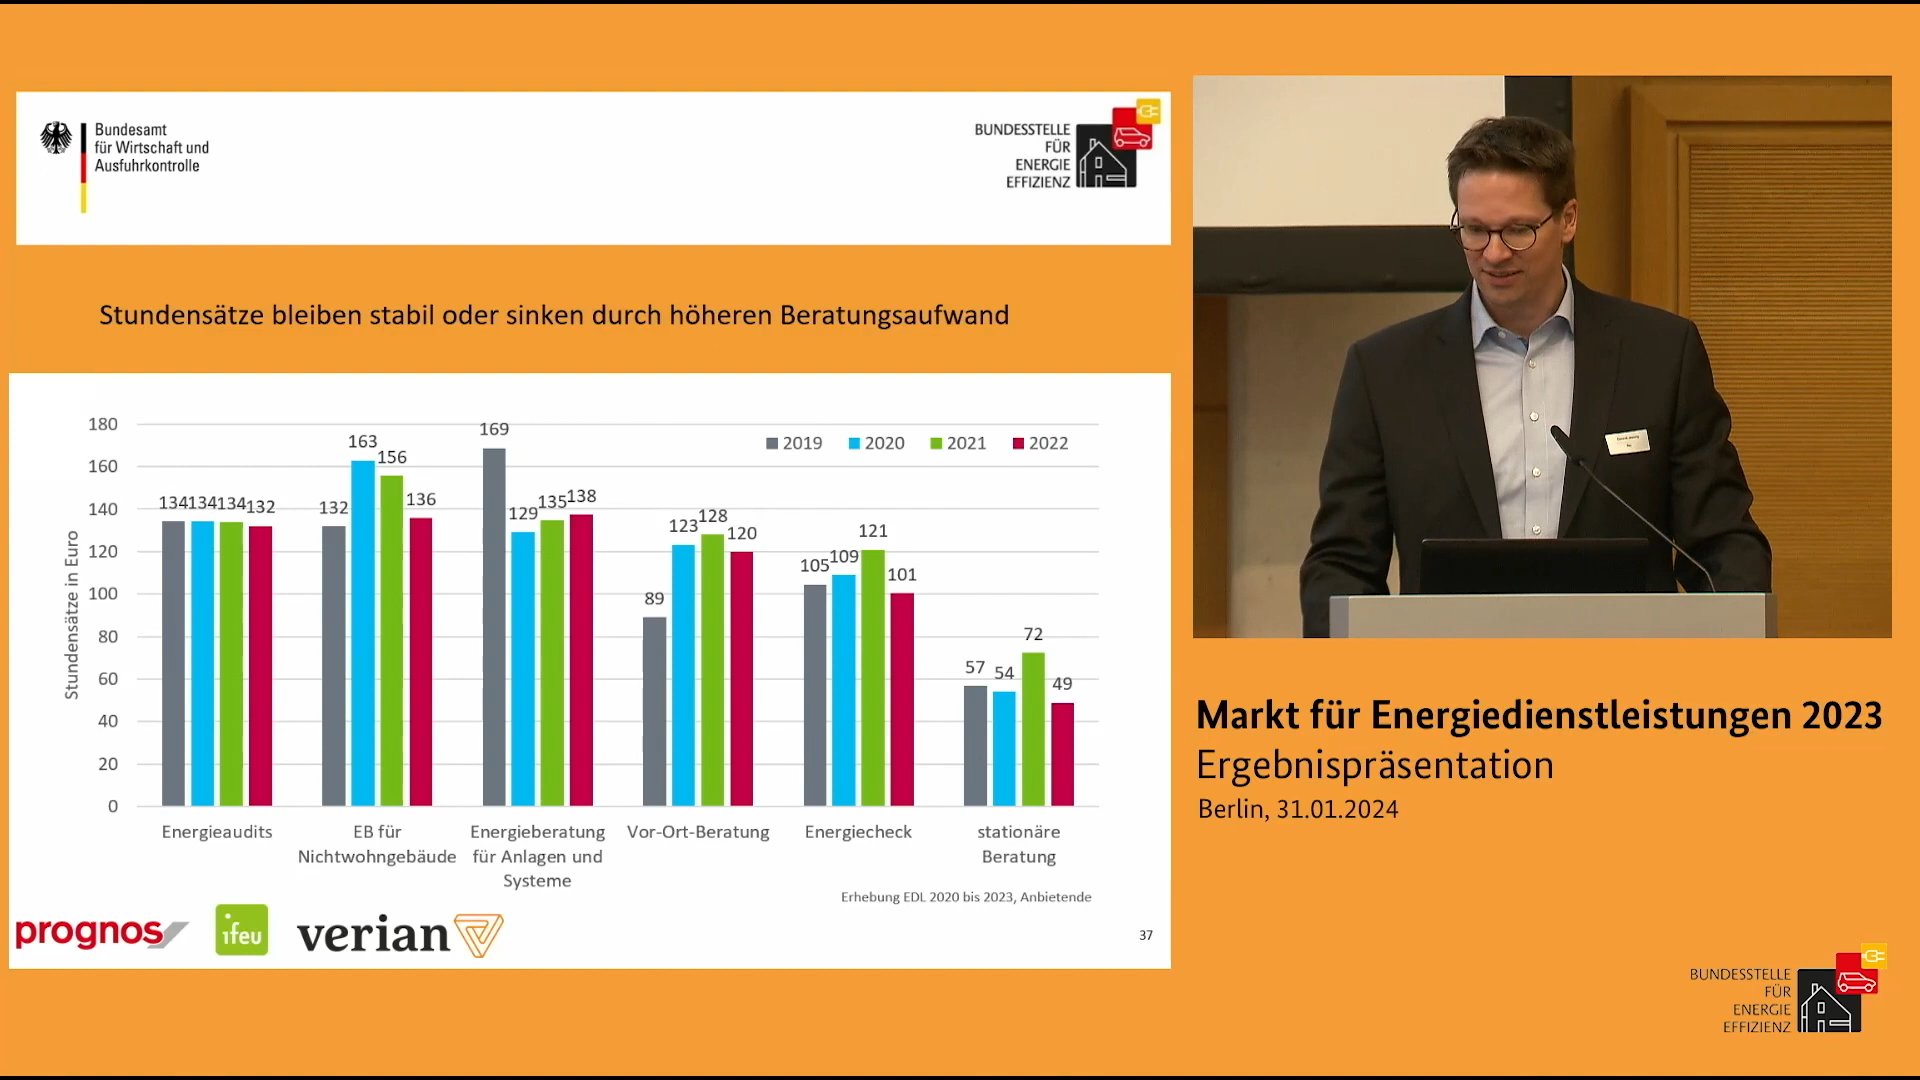 Bundesamt
für Wirtschaft und
Ausfuhrkontrolle
BUNDESSTELLE
FÜR
ENERGIE
EFFIZIENZ
Stundensätze bleiben stabil oder sinken durch höheren Beratungsaufwand
Stundensätze in Euro
180
160
140
120
100
80
60
40
20
0
2019 2020 2021 2022
134 134 134 132
132 163 156 136
169 129 135 138
89 123 128 120
105 109 121 101
57 54 72 49
Energieaudits
EB für
Nichtwohngebäude
Energieberatung
für Anlagen und
Systeme
Vor-Ort-Beratung
Energiecheck
stationäre
Beratung
Erhebung EDL 2020 bis 2023, Anbietende
prognos
ifeu
verian
37
Markt für Energiedienstleistungen 2023
Ergebnispräsentation
Berlin, 31.01.2024
BUNDESSTELLE
FÜR
ENERGIE
EFFIZIENZ